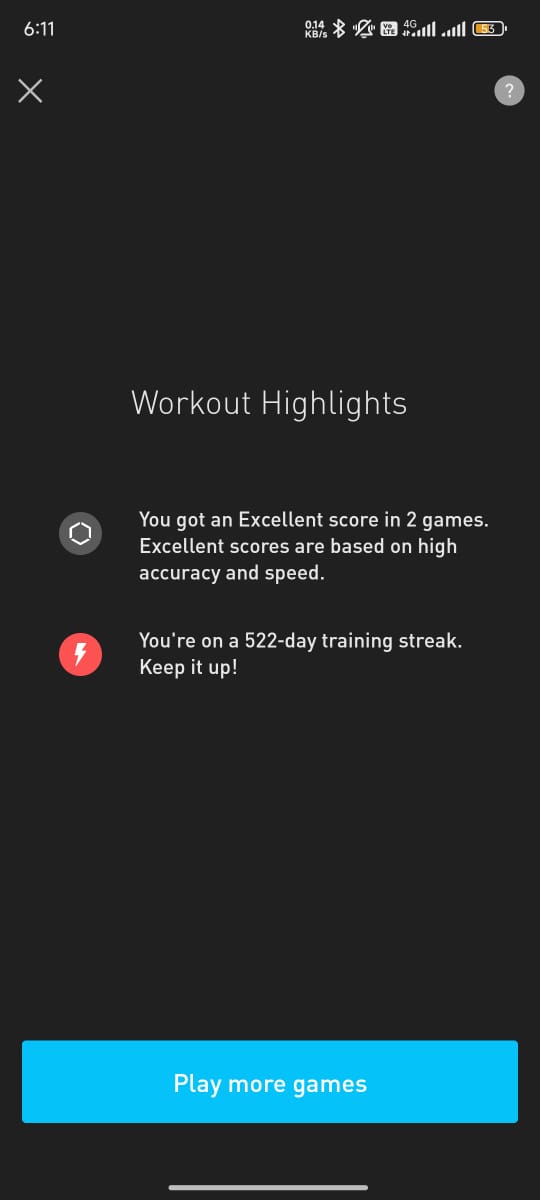 6:11
0.14
KB/s
Vo
LTE
4G
53
?
Workout Highlights
You got an Excellent score in 2 games.
Excellent scores are based on high
accuracy and speed.
You're on a 522-day training streak.
Keep it up!
Play more games